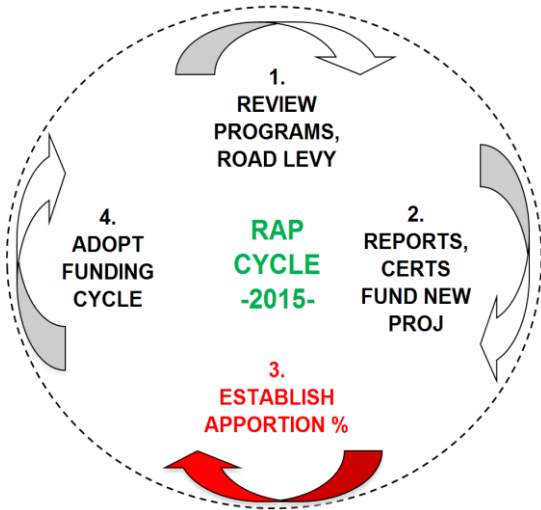 1.
REVIEW
PROGRAMS,
ROAD LEVY
2.
REPORTS,
CERTS
FUND NEW
PROJ
3.
ESTABLISH
APPORTION %
4.
ADOPT
FUNDING
CYCLE
RAP
CYCLE
-2015-